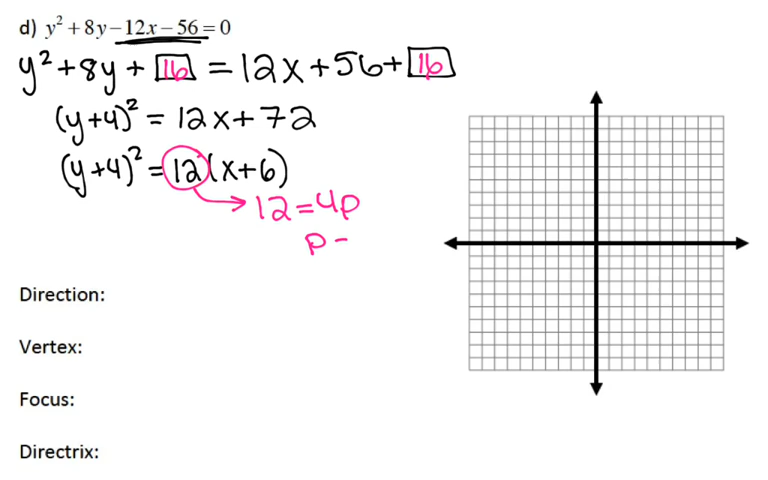 d) y² + 8y − 12x − 56 = 0
y² + 8y + 16 = 12x + 56 + 16
(y+4)² = 12x + 72
(y+4)² = 12(x+6)
12 = 4p
p =
Direction:
Vertex:
Focus:
Directrix: